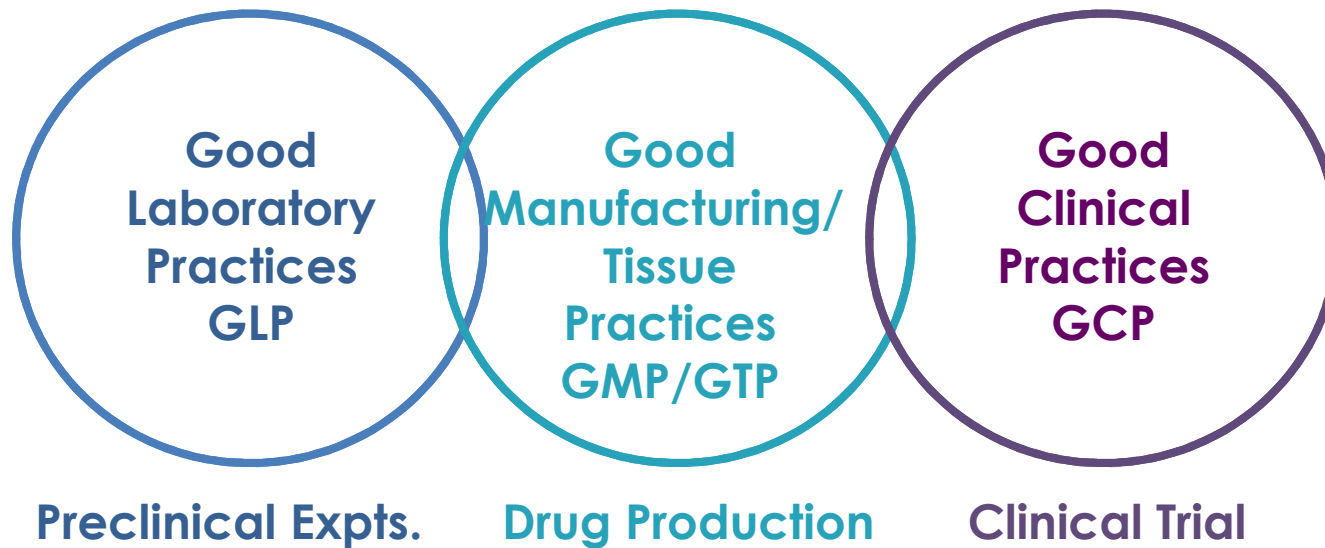 Good
Laboratory
Practices
GLP
Good
Manufacturing/
Tissue
Practices
GMP/GTP
Good
Clinical
Practices
GCP
Preclinical Expts.
Drug Production
Clinical Trial